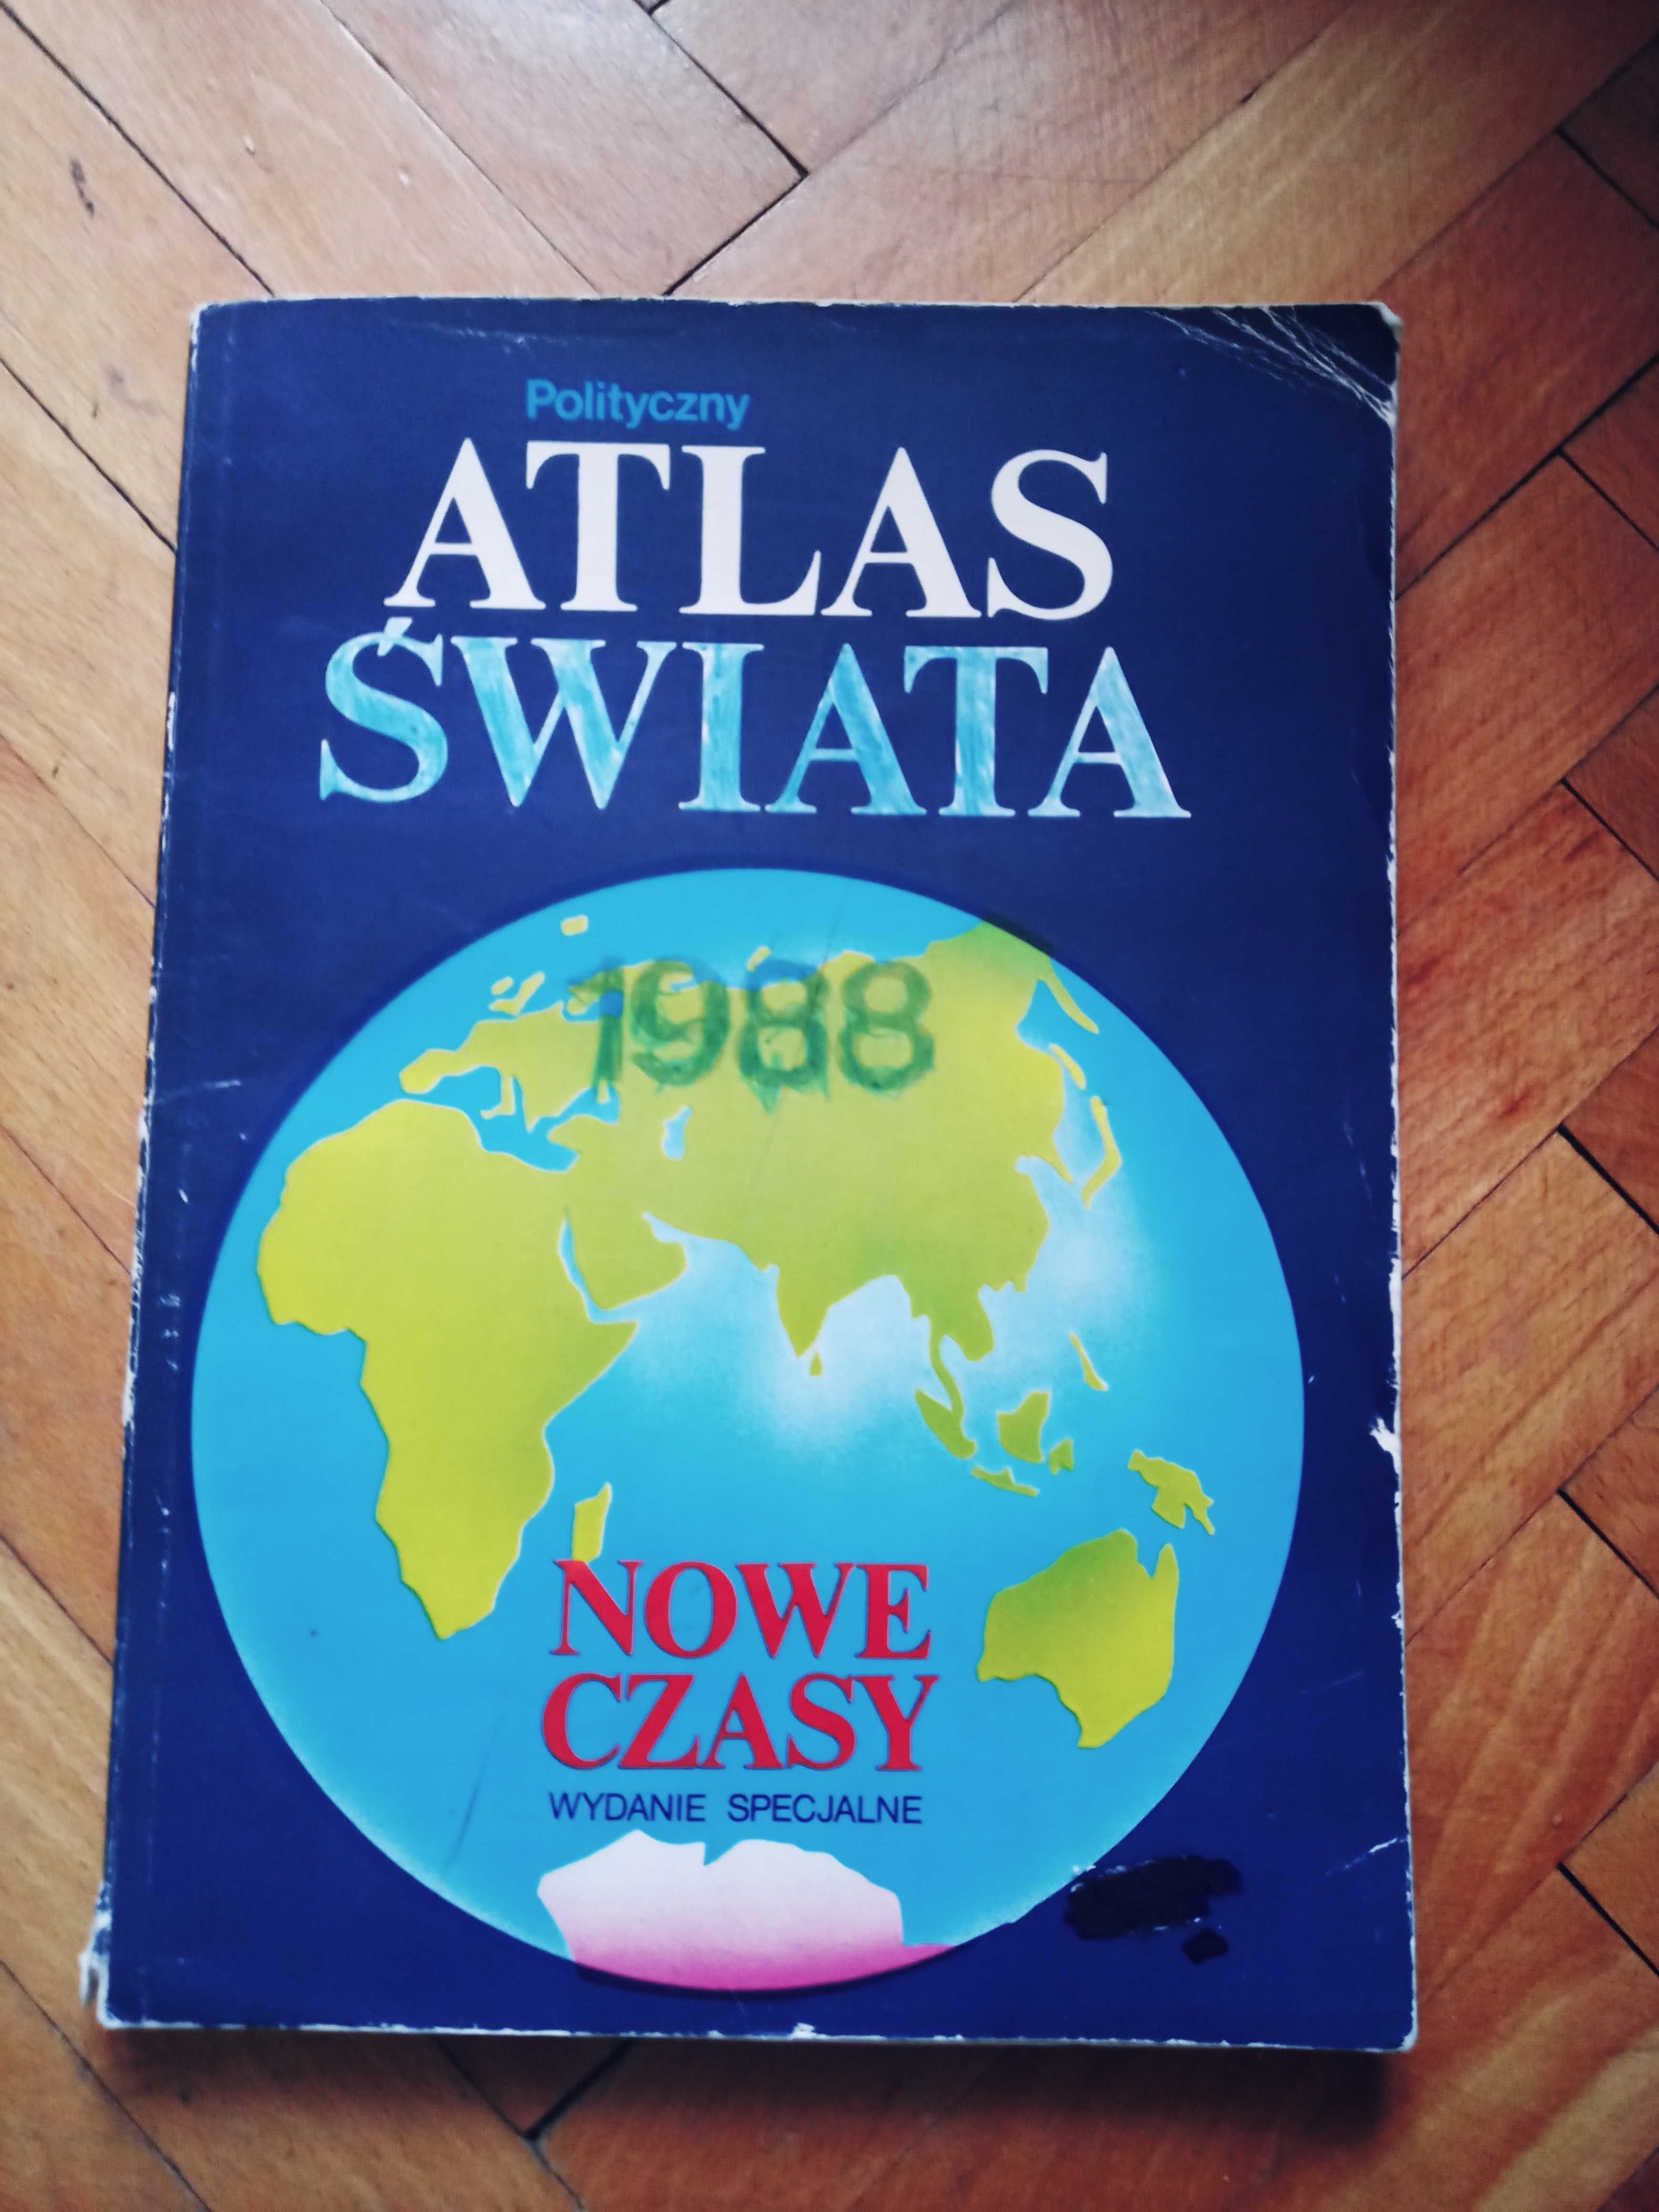 Polityczny
ATLAS
ŚWIATA
1988
NOWE
CZASY
WYDANIE SPECJALNE